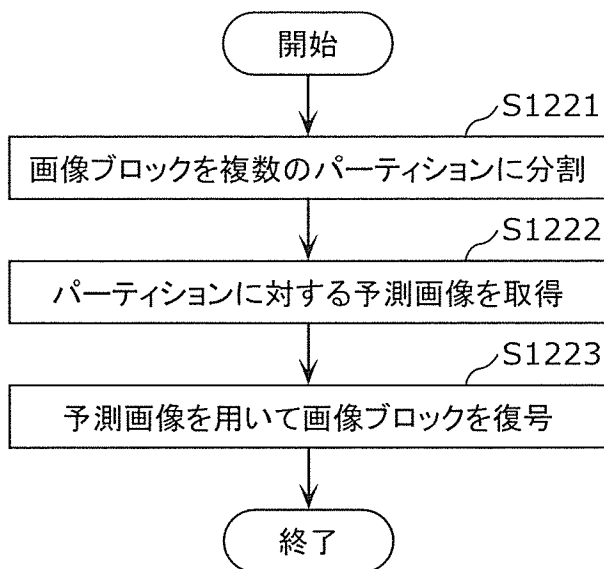 開始
S1221
画像ブロックを複数のパーティションに分割
S1222
パーティションに対する予測画像を取得
S1223
予測画像を用いて画像ブロックを復号
終了